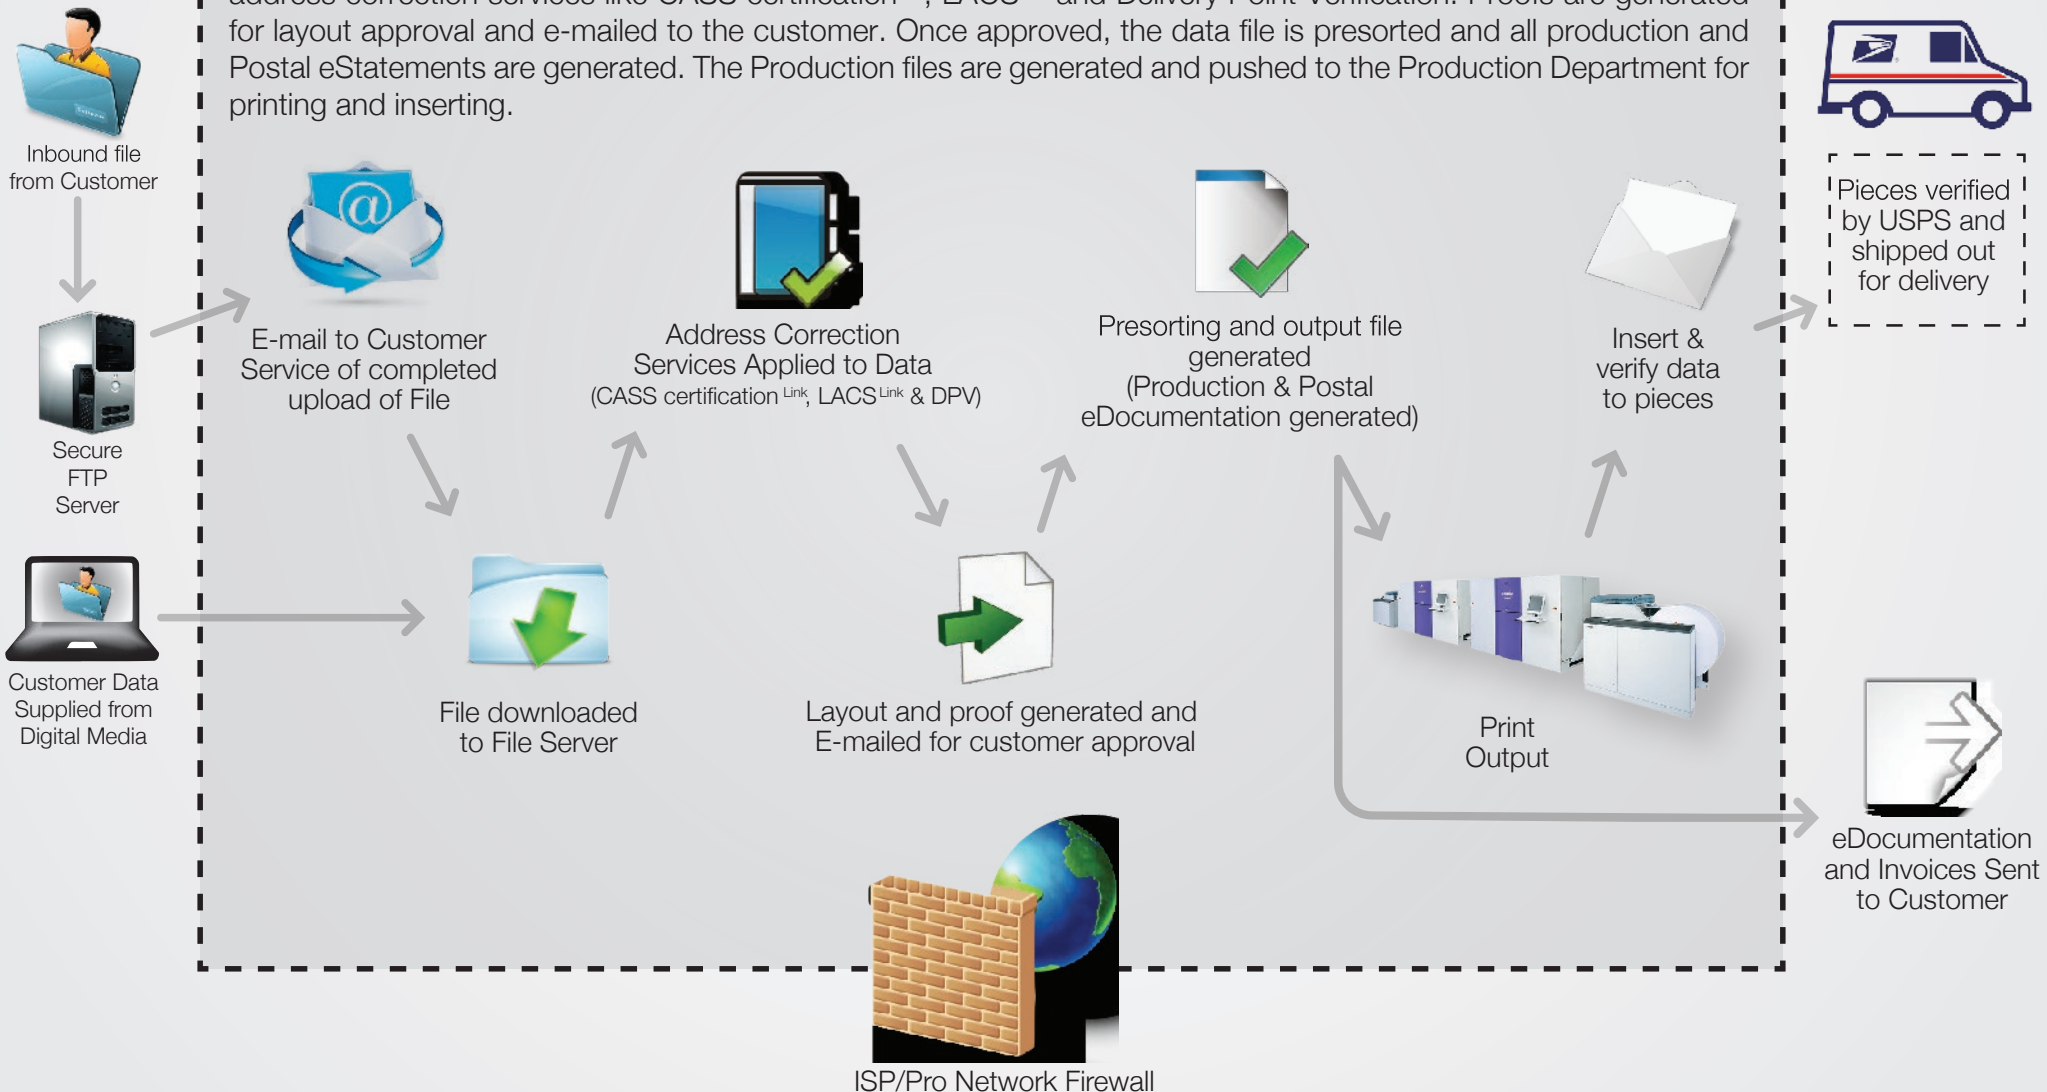 for layout approval and e-mailed to the customer. Once approved, the data file is presorted and all production and
Postal eStatements are generated. The Production files are generated and pushed to the Production Department for
printing and inserting.
Inbound file
from Customer
Secure
FTP
Server
Customer Data
Supplied from
Digital Media
E-mail to Customer
Service of completed
upload of File
File downloaded
to File Server
Address Correction
Services Applied to Data
(CASS certification Link, LACS Link & DPV)
Layout and proof generated and
E-mailed for customer approval
Presorting and output file
generated
(Production & Postal
eDocumentation generated)
Print
Output
Insert &
verify data
to pieces
Pieces verified
by USPS and
shipped out
for delivery
eDocumentation
and Invoices Sent
to Customer
ISP/Pro Network Firewall